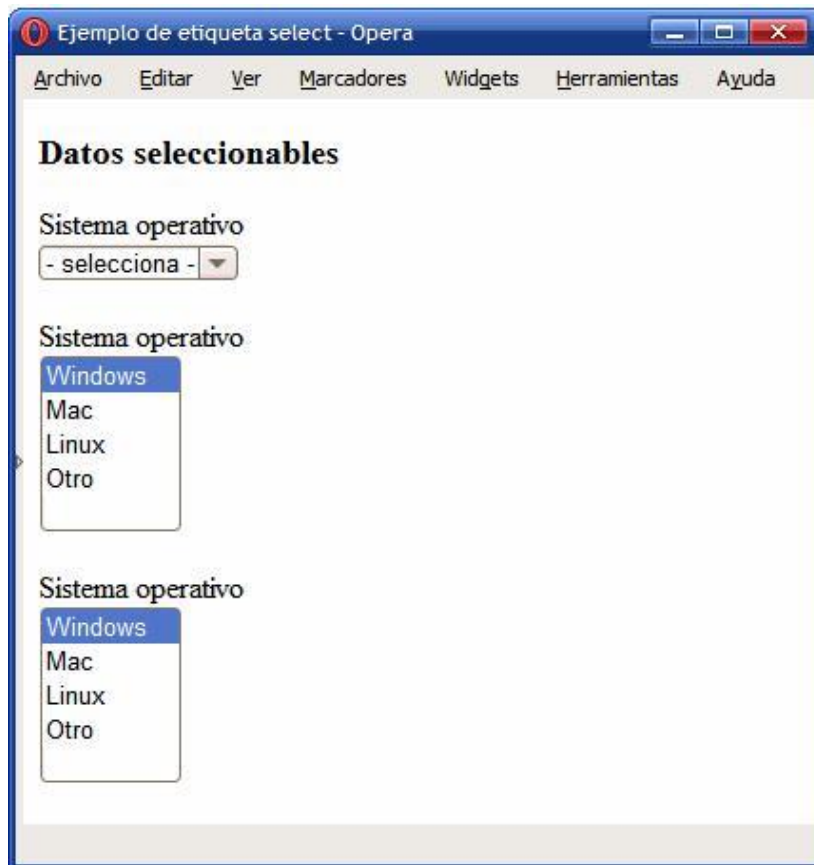 Ejemplo de etiqueta select - Opera
Archivo Editar Ver Marcadores Widgets Herramientas Ayuda
Datos seleccionables
Sistema operativo
- selecciona -
Sistema operativo
Windows
Mac
Linux
Otro
Sistema operativo
Windows
Mac
Linux
Otro